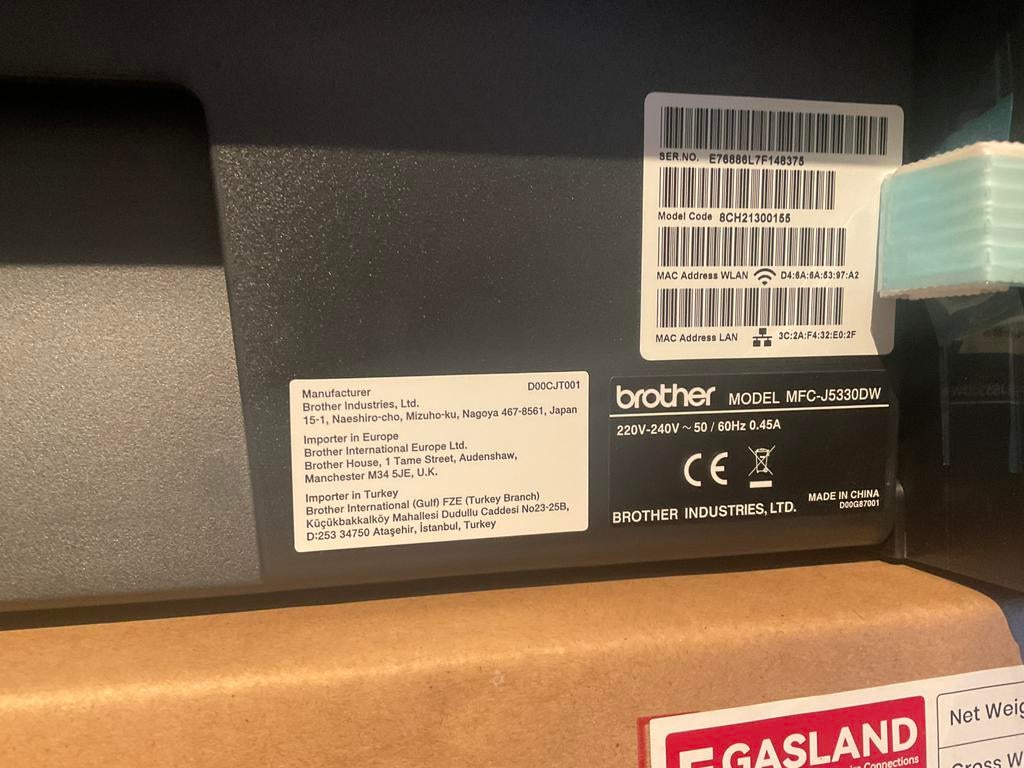 SER.NO. E76886L7F148375
Model Code 8CH21300155
MAC Address WLAN D4:6A:6A:53:97:A2
MAC Address LAN 3C:2A:F4:32:E0:2F
Manufacturer D00CJT001
Brother Industries, Ltd.
15-1, Naeshiro-cho, Mizuho-ku, Nagoya 467-8561, Japan
Importer in Europe
Brother International Europe Ltd.
Brother House, 1 Tame Street, Audenshaw,
Manchester M34 5JE, U.K.
Importer in Turkey
Brother International (Gulf) FZE (Turkey Branch)
Küçükbakkalköy Mahallesi Dudullu Caddesi No23-25B,
D:253 34750 Ataşehir, İstanbul, Turkey
brother MODEL MFC-J5330DW
220V-240V ~ 50 / 60Hz 0.45A
CE
MADE IN CHINA
BROTHER INDUSTRIES, LTD. D00G87001
GASLAND
Connections
Net Weig
Gross W